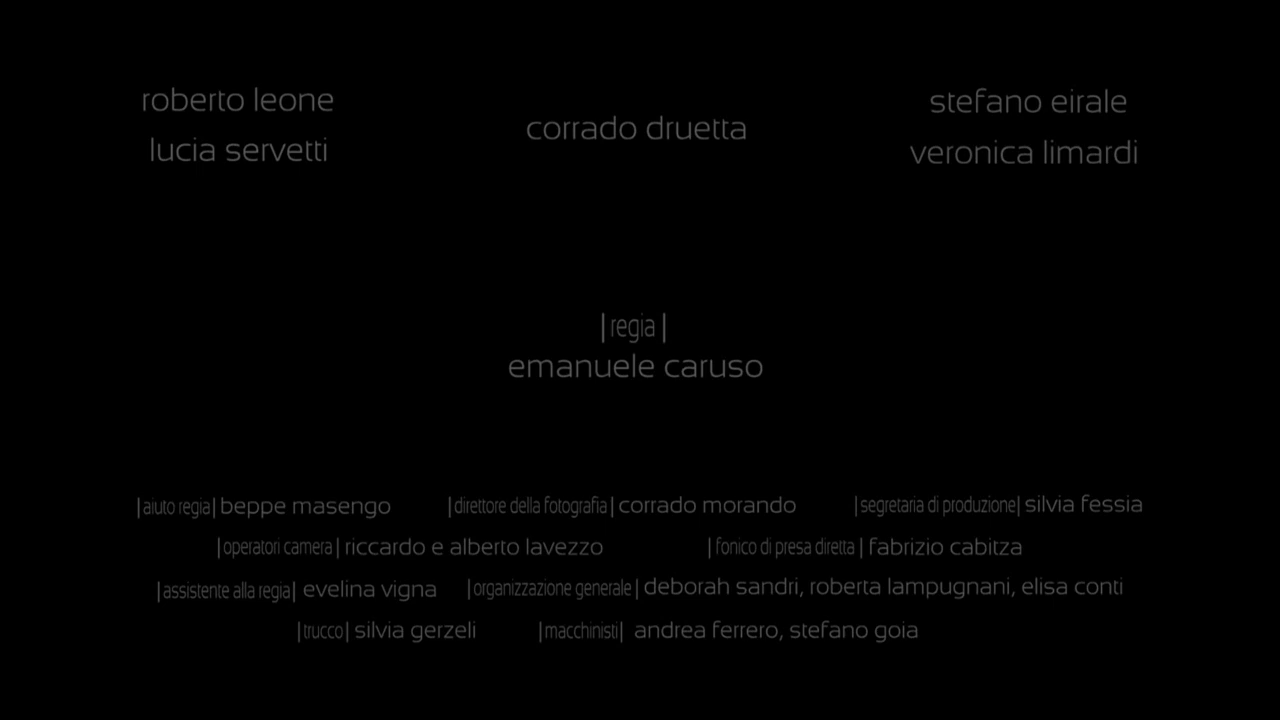 roberto leone
lucia servetti
corrado druetta
stefano eirale
veronica limardi
|regia|
emanuele caruso
|aiuto regia| beppe masengo |direttore della fotografia| corrado morando |segretaria di produzione| silvia fessia
|operatori camera| riccardo e alberto lavezzo |fonico di presa diretta| fabrizio cabitza
|assistente alla regia| evelina vigna |organizzazione generale| deborah sandri, roberta lampugnani, elisa conti
|trucco| silvia gerzeli |macchinisti| andrea ferrero, stefano goia